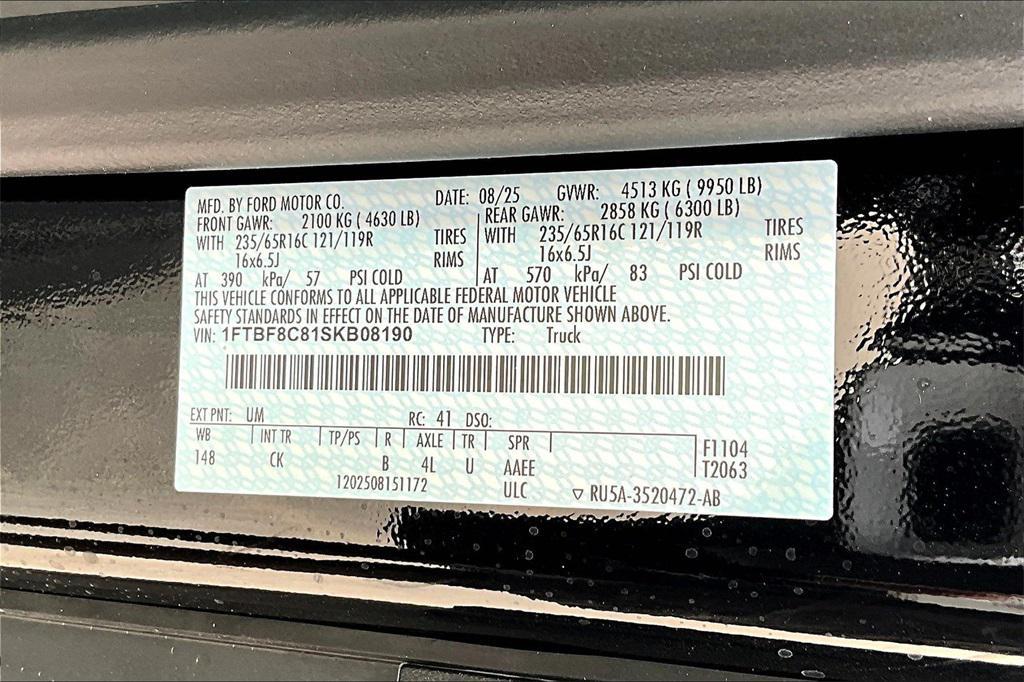 MFD. BY FORD MOTOR CO. DATE: 08/25 GVWR: 4513 KG ( 9950 LB)
FRONT GAWR: 2100 KG ( 4630 LB) REAR GAWR: 2858 KG ( 6300 LB)
WITH 235/65R16C 121/119R TIRES WITH 235/65R16C 121/119R TIRES
16x6.5J RIMS 16x6.5J RIMS
AT 390 kPa/ 57 PSI COLD AT 570 kPa/ 83 PSI COLD
THIS VEHICLE CONFORMS TO ALL APPLICABLE FEDERAL MOTOR VEHICLE
SAFETY STANDARDS IN EFFECT ON THE DATE OF MANUFACTURE SHOWN ABOVE.
VIN: 1FTBF8C81SKB08190 TYPE: Truck
EXT PNT: UM RC: 41 DSO:
WB INT TR TP/PS R AXLE TR SPR F1104
148 CK B 4L U AAEE T2063
1202508151172 ULC ▽ RU5A-3520472-AB